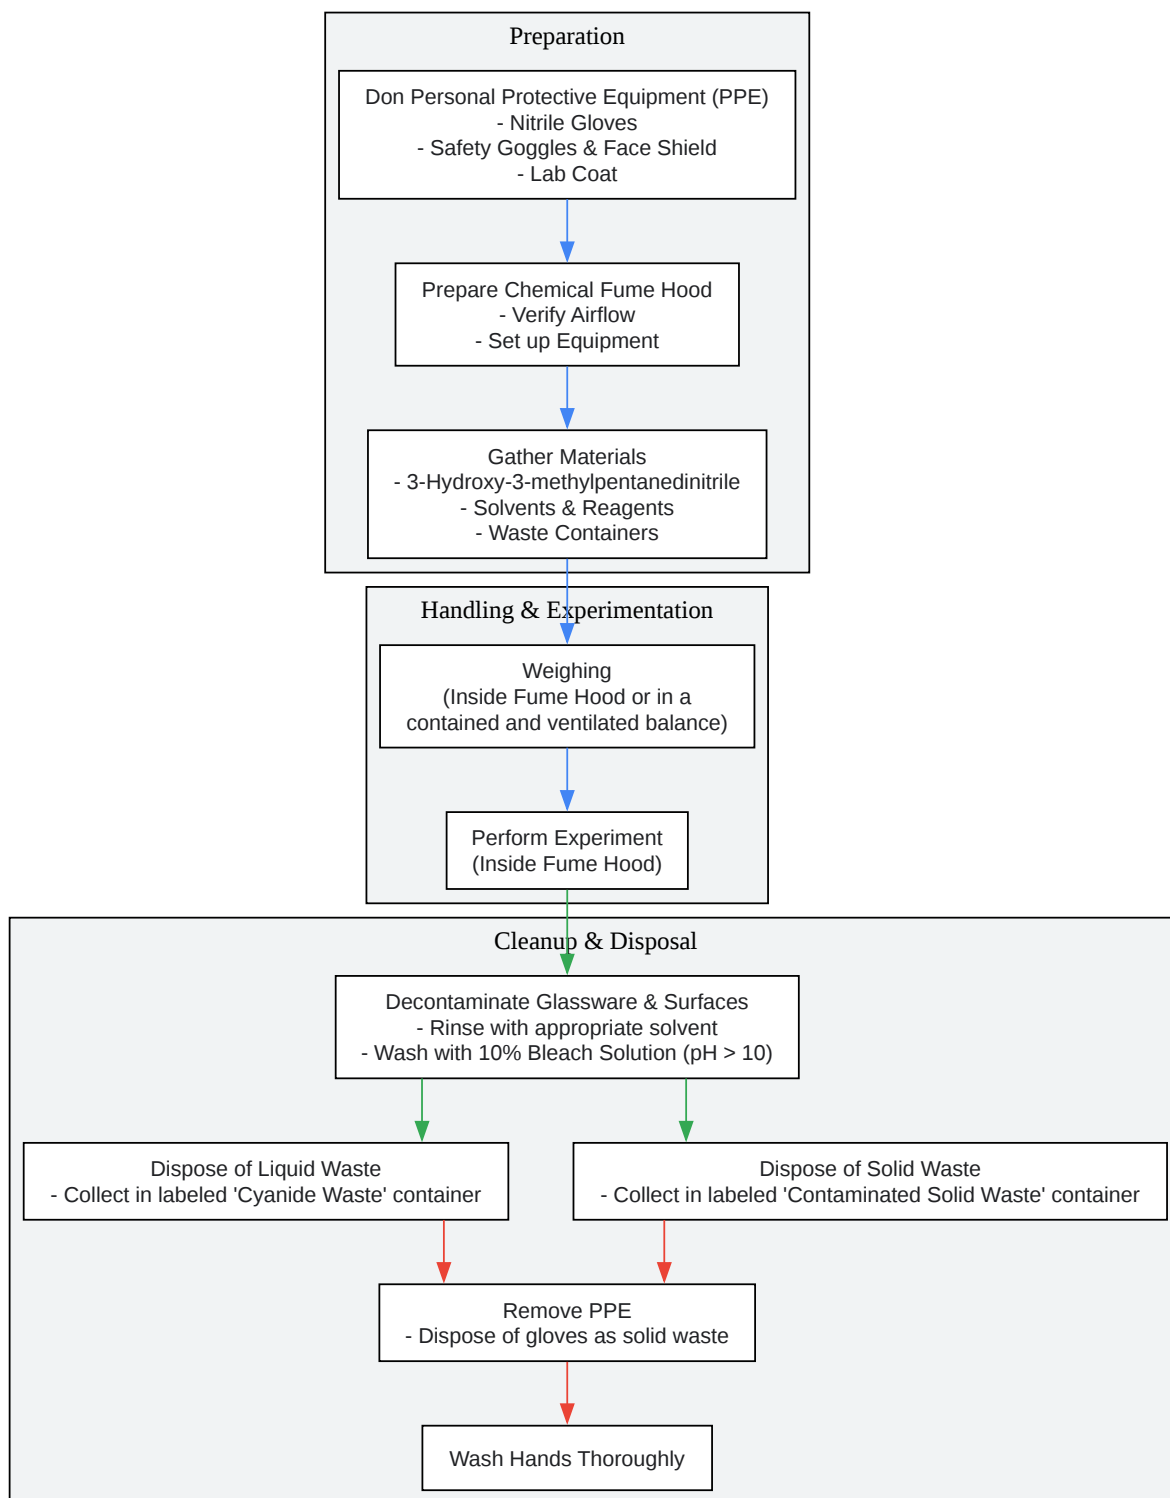 Preparation
Don Personal Protective Equipment (PPE)
- Nitrile Gloves
- Safety Goggles & Face Shield
- Lab Coat
Prepare Chemical Fume Hood
- Verify Airflow
- Set up Equipment
Gather Materials
- 3-Hydroxy-3-methylpentanedinitrile
- Solvents & Reagents
- Waste Containers
Handling & Experimentation
Weighing
(Inside Fume Hood or in a
contained and ventilated balance)
Perform Experiment
(Inside Fume Hood)
Cleanup & Disposal
Decontaminate Glassware & Surfaces
- Rinse with appropriate solvent
- Wash with 10% Bleach Solution (pH > 10)
Dispose of Liquid Waste
- Collect in labeled 'Cyanide Waste' container
Dispose of Solid Waste
- Collect in labeled 'Contaminated Solid Waste' container
Remove PPE
- Dispose of gloves as solid waste
Wash Hands Thoroughly